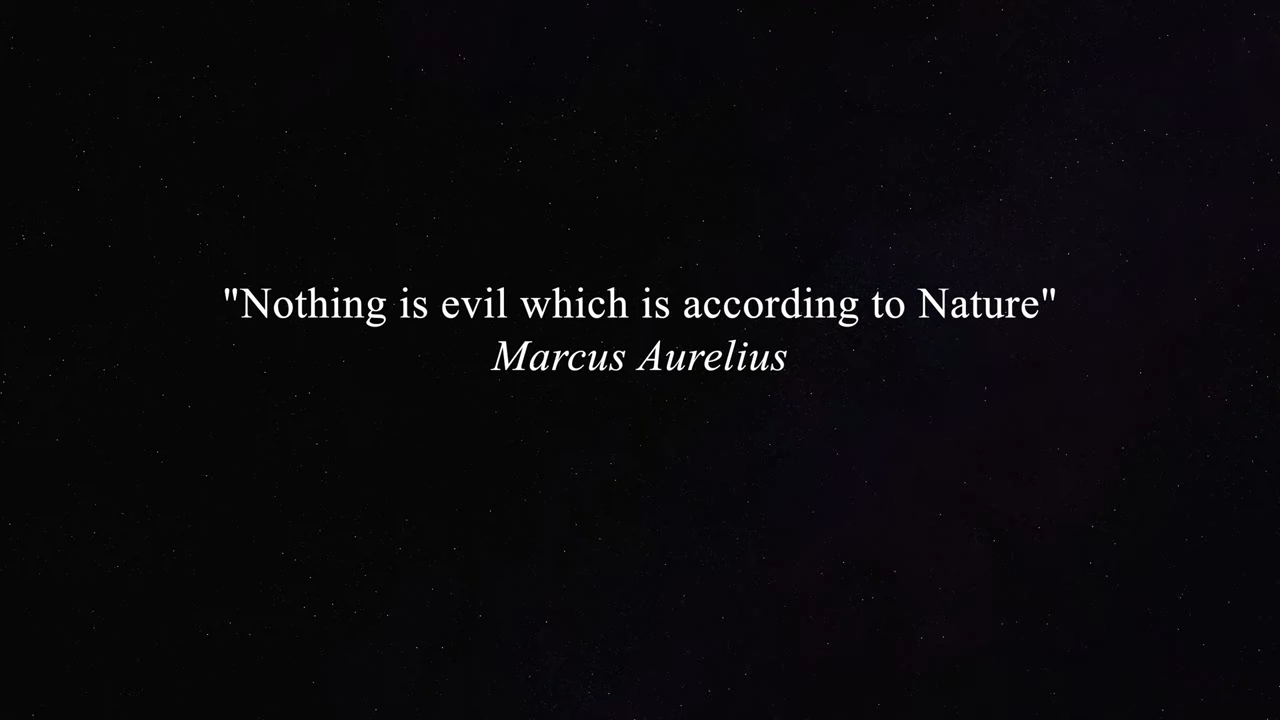 "Nothing is evil which is according to Nature"
Marcus Aurelius